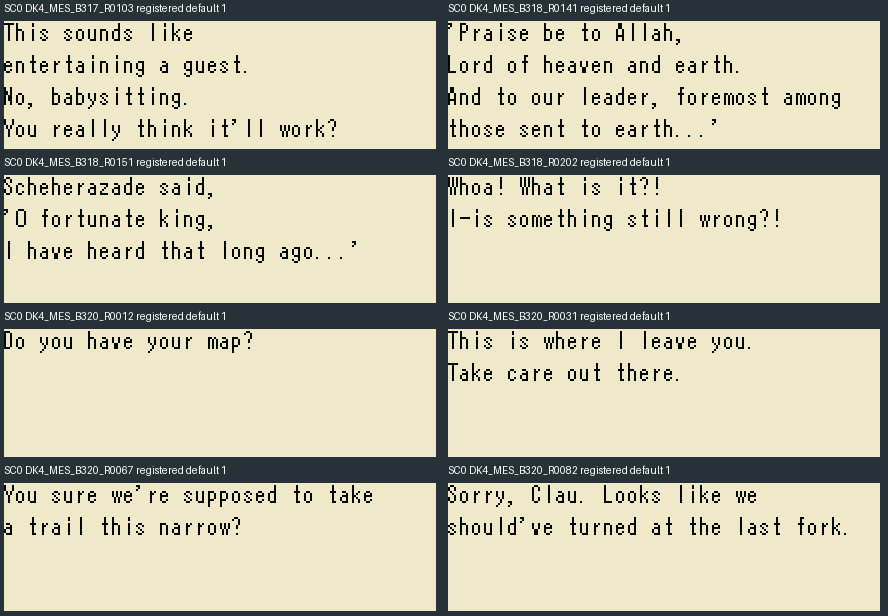 SC0 DK4_MES_B317_R0103 registered default 1
This sounds like
entertaining a guest.
No, babysitting.
You really think it'll work?
SC0 DK4_MES_B318_R0141 registered default 1
'Praise be to Allah,
Lord of heaven and earth.
And to our leader, foremost among
those sent to earth...'
SC0 DK4_MES_B318_R0151 registered default 1
Scheherazade said,
'O fortunate king,
I have heard that long ago...'
SC0 DK4_MES_B318_R0202 registered default 1
Whoa! What is it?!
I-is something still wrong?!
SC0 DK4_MES_B320_R0012 registered default 1
Do you have your map?
SC0 DK4_MES_B320_R0031 registered default 1
This is where I leave you.
Take care out there.
SC0 DK4_MES_B320_R0067 registered default 1
You sure we're supposed to take
a trail this narrow?
SC0 DK4_MES_B320_R0082 registered default 1
Sorry, Clau. Looks like we
should've turned at the last fork.